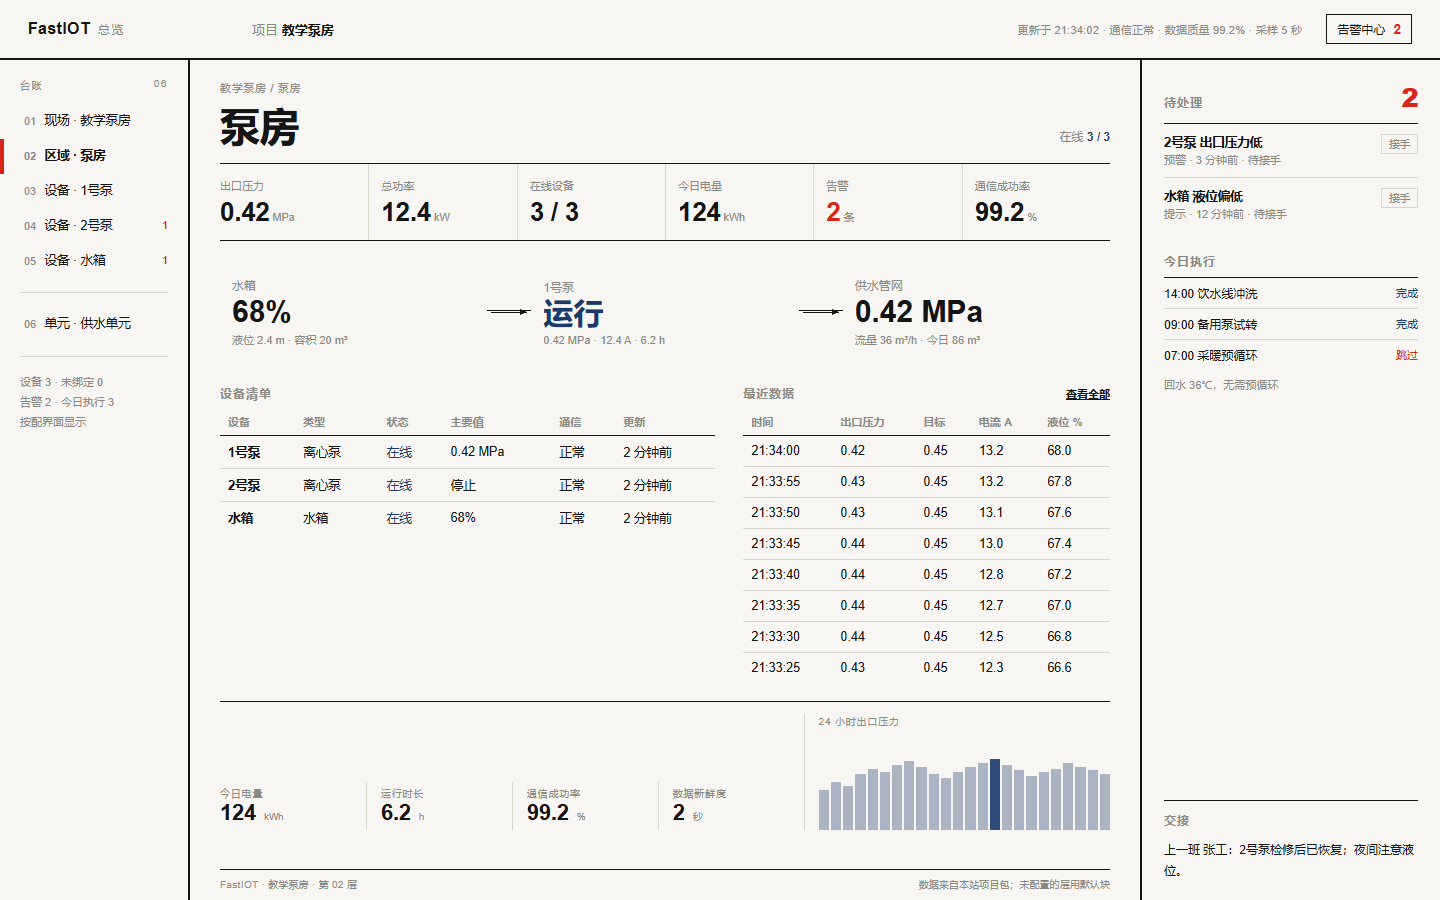 FastIOT 总览
项目 教学泵房
更新于 21:34:02 · 通信正常 · 数据质量 99.2% · 采样 5 秒
告警中心 2
台账 06
01 现场 · 教学泵房
02 区域 · 泵房
03 设备 · 1号泵
04 设备 · 2号泵 1
05 设备 · 水箱 1
06 单元 · 供水单元
设备 3 · 未绑定 0
告警 2 · 今日执行 3
按配界面显示
教学泵房 / 泵房
泵房
在线 3 / 3
出口压力 总功率 在线设备 今日电量 告警 通信成功率
0.42 MPa 12.4 kW 3 / 3 124 kWh 2 条 99.2 %
水箱
68%
液位 2.4 m · 容积 20 m³
1号泵
运行
0.42 MPa · 12.4 A · 6.2 h
供水管网
0.42 MPa
流量 36 m³/h · 今日 86 m³
设备清单
设备 类型 状态 主要值 通信 更新
1号泵 离心泵 在线 0.42 MPa 正常 2 分钟前
2号泵 离心泵 在线 停止 正常 2 分钟前
水箱 水箱 在线 68% 正常 2 分钟前
最近数据 查看全部
时间 出口压力 目标 电流 A 液位 %
21:34:00 0.42 0.45 13.2 68.0
21:33:55 0.43 0.45 13.2 67.8
21:33:50 0.43 0.45 13.1 67.6
21:33:45 0.44 0.45 13.0 67.4
21:33:40 0.44 0.45 12.8 67.2
21:33:35 0.44 0.45 12.7 67.0
21:33:30 0.44 0.45 12.5 66.8
21:33:25 0.43 0.45 12.3 66.6
今日电量 运行时长 通信成功率 数据新鲜度
124 kWh 6.2 h 99.2 % 2 秒
24 小时出口压力
FastIOT · 教学泵房 · 第 02 层
数据来自本站项目包；未配置的层用默认块
待处理 2
2号泵 出口压力低 接手
预警 · 3 分钟前 · 待接手
水箱 液位偏低 接手
提示 · 12 分钟前 · 待接手
今日执行
14:00 饮水线冲洗 完成
09:00 备用泵试转 完成
07:00 采暖预循环 跳过
回水 36℃，无需预循环
交接
上一班 张工：2号泵检修后已恢复；夜间注意液
位。